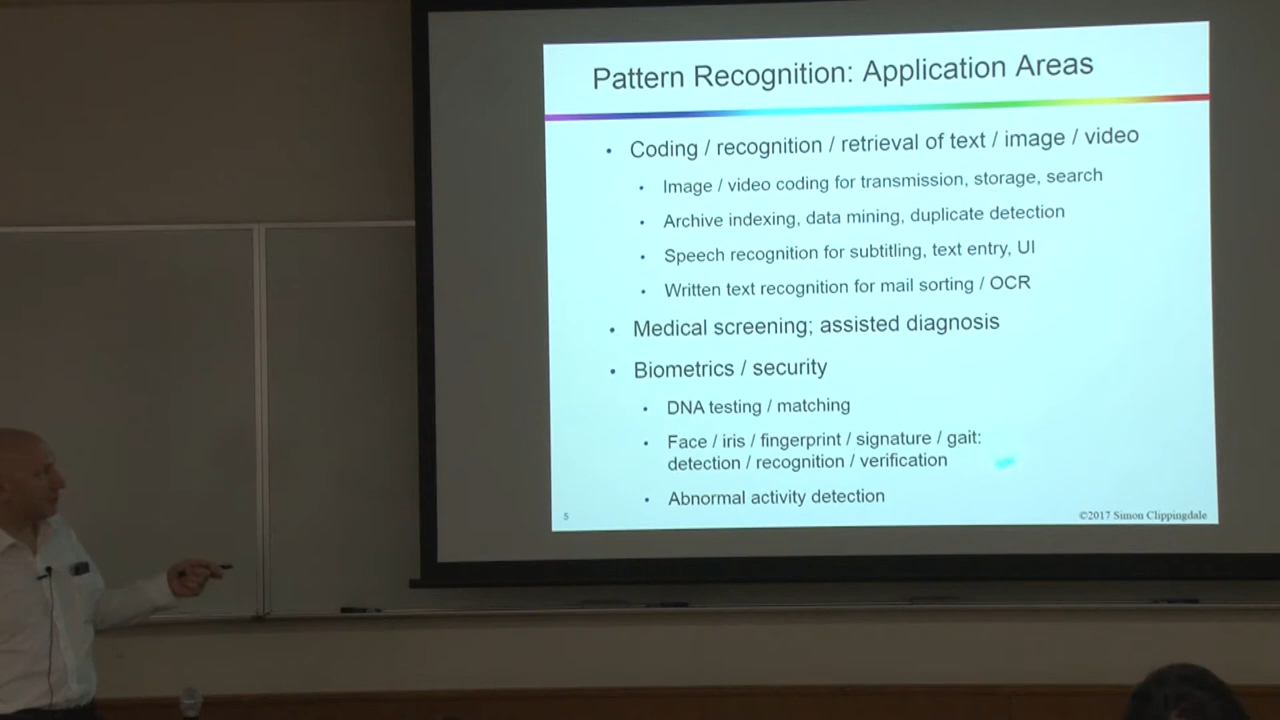 Pattern Recognition: Application Areas
• Coding / recognition / retrieval of text / image / video
• Image / video coding for transmission, storage, search
• Archive indexing, data mining, duplicate detection
• Speech recognition for subtitling, text entry, UI
• Written text recognition for mail sorting / OCR
• Medical screening; assisted diagnosis
• Biometrics / security
• DNA testing / matching
• Face / iris / fingerprint / signature / gait:
detection / recognition / verification
• Abnormal activity detection
5
©2017 Simon Clippingdale